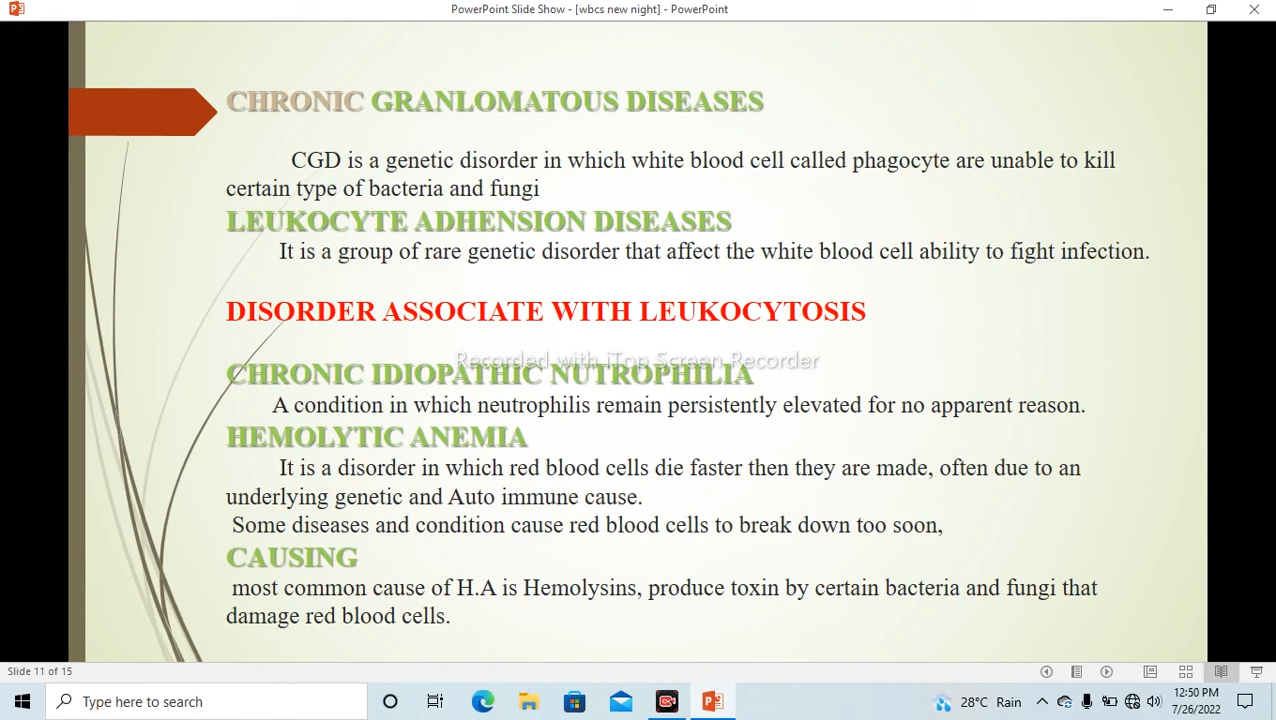 PowerPoint Slide Show - [wbcs new night] - PowerPoint
CHRONIC GRANLOMATOUS DISEASES
CGD is a genetic disorder in which white blood cell called phagocyte are unable to kill
certain type of bacteria and fungi
LEUKOCYTE ADHENSION DISEASES
It is a group of rare genetic disorder that affect the white blood cell ability to fight infection.
DISORDER ASSOCIATE WITH LEUKOCYTOSIS
Recorded with iTop Screen Recorder
CHRONIC IDIOPATHIC NUTROPHILIA
A condition in which neutrophilis remain persistently elevated for no apparent reason.
HEMOLYTIC ANEMIA
It is a disorder in which red blood cells die faster then they are made, often due to an
underlying genetic and Auto immune cause.
Some diseases and condition cause red blood cells to break down too soon,
CAUSING
most common cause of H.A is Hemolysins, produce toxin by certain bacteria and fungi that
damage red blood cells.
Slide 11 of 15
Type here to search
28°C Rain
12:50 PM
7/26/2022